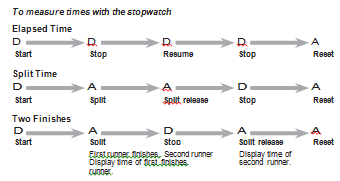 To measure times with the stopwatch
Elapsed Time
D D D D A
Start Stop Resume Stop Reset
Split Time
D A A D A
Start Split Split release Stop Reset
Two Finishes
D A D A A
Start Split Stop Split release Reset
First runner finishes. Second runner Display time of
Display time of first finishes. second runner.
runner.